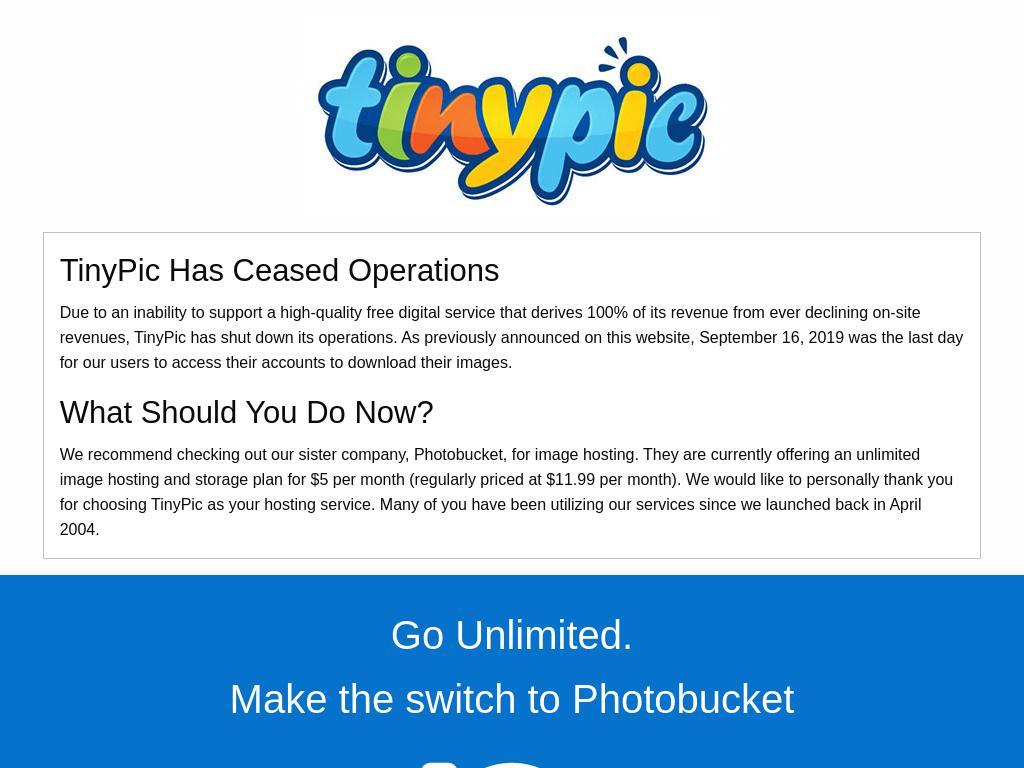 tinypic
TinyPic Has Ceased Operations
Due to an inability to support a high-quality free digital service that derives 100% of its revenue from ever declining on-site
revenues, TinyPic has shut down its operations. As previously announced on this website, September 16, 2019 was the last day
for our users to access their accounts to download their images.
What Should You Do Now?
We recommend checking out our sister company, Photobucket, for image hosting. They are currently offering an unlimited
image hosting and storage plan for $5 per month (regularly priced at $11.99 per month). We would like to personally thank you
for choosing TinyPic as your hosting service. Many of you have been utilizing our services since we launched back in April
2004.
Go Unlimited.
Make the switch to Photobucket